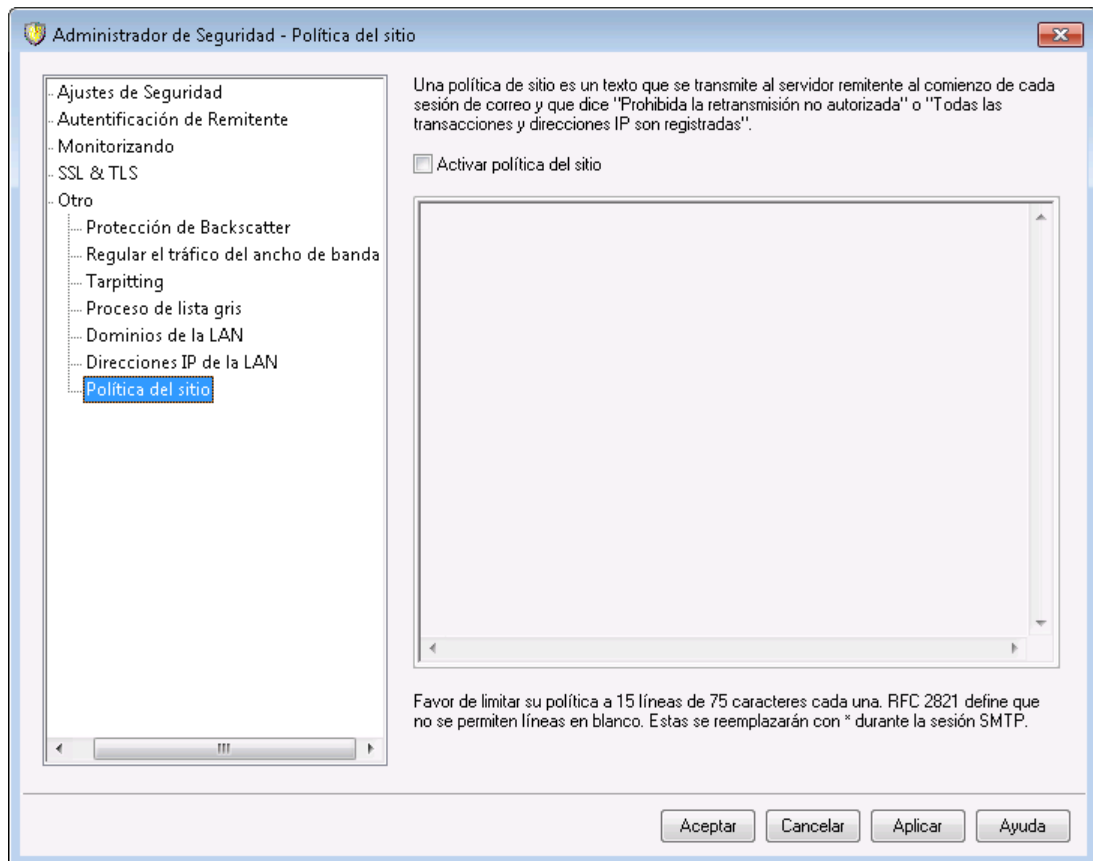 Administrador de Seguridad - Política del sitio
Ajustes de Seguridad
Autentificación de Remitente
Monitorizando
SSL & TLS
Otro
Protección de Backscatter
Regular el tráfico del ancho de banda
Tarpitting
Proceso de lista gris
Dominios de la LAN
Direcciones IP de la LAN
Política del sitio
Una política de sitio es un texto que se transmite al servidor remitente al comienzo de cada
sesión de correo y que dice "Prohibida la retransmisión no autorizada" o "Todas las
transacciones y direcciones IP son registradas".
Activar política del sitio
Favor de limitar su política a 15 líneas de 75 caracteres cada una. RFC 2821 define que
no se permiten líneas en blanco. Estas se reemplazarán con * durante la sesión SMTP.
Aceptar
Cancelar
Aplicar
Ayuda